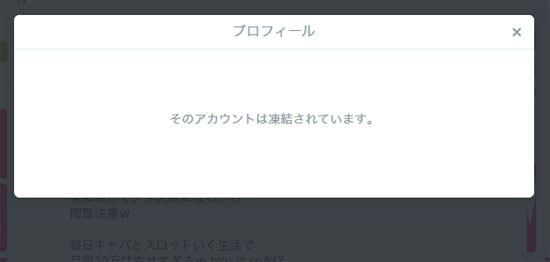 プロフィール ×
そのアカウントは凍結されています。
閲覧注意w
毎日キャバとスロットいく生活で